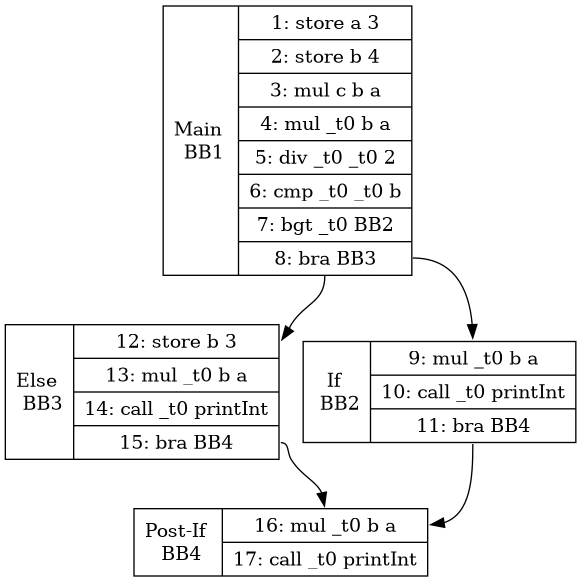 Main
BB1
1: store a 3
2: store b 4
3: mul c b a
4: mul _t0 b a
5: div _t0 _t0 2
6: cmp _t0 _t0 b
7: bgt _t0 BB2
8: bra BB3
Else
BB3
12: store b 3
13: mul _t0 b a
14: call _t0 printInt
15: bra BB4
If
BB2
9: mul _t0 b a
10: call _t0 printInt
11: bra BB4
Post-If
BB4
16: mul _t0 b a
17: call _t0 printInt